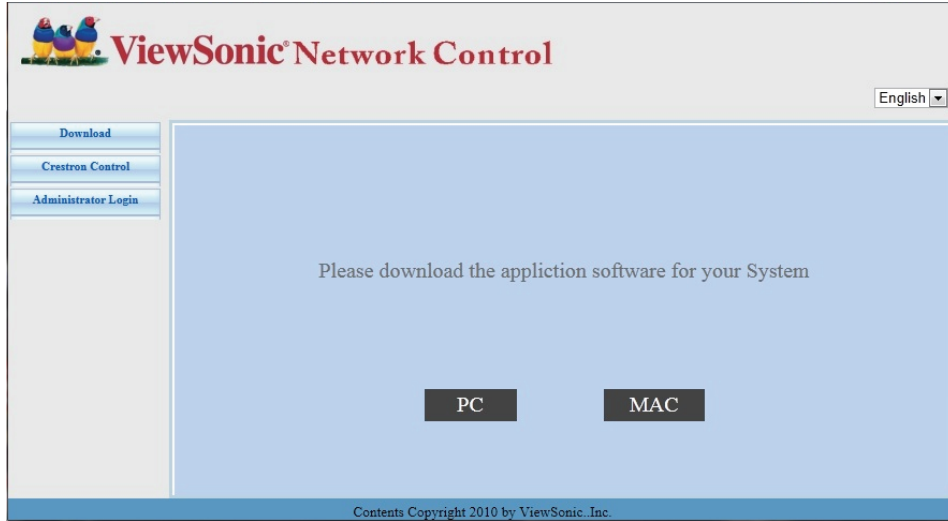 ViewSonic® Network Control
English
Download
Crestron Control
Administrator Login
Please download the appliction software for your System
PC MAC
Contents Copyright 2010 by ViewSonic..Inc.